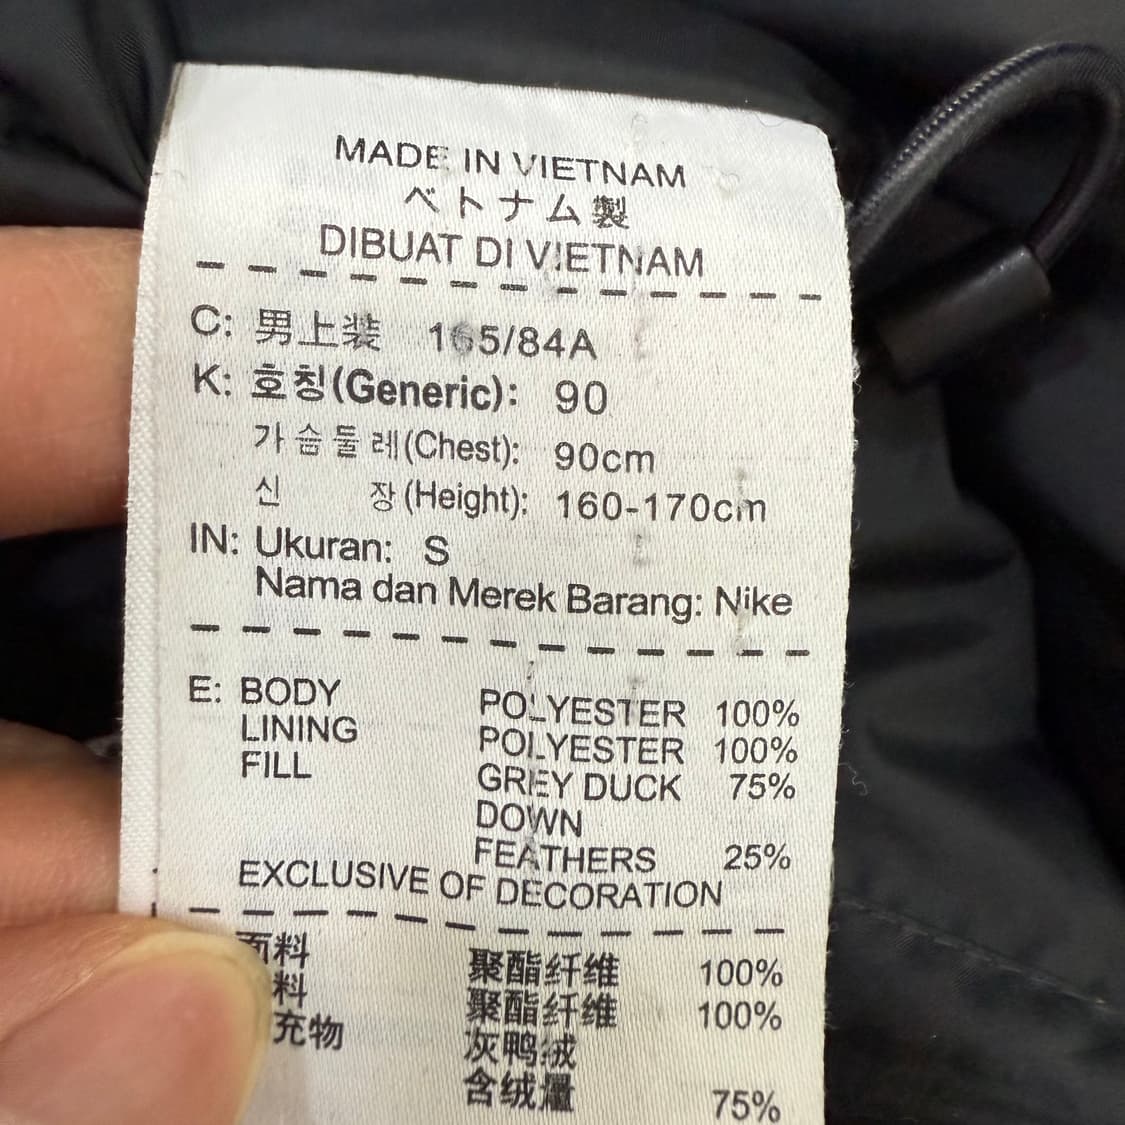 MADE IN VIETNAM
ベトナム製
DIBUAT DI VIETNAM
C: 男上装 165/84A
K: 호칭(Generic): 90
가슴둘레(Chest): 90cm
신 장(Height): 160-170cm
IN: Ukuran: S
Nama dan Merek Barang: Nike
E: BODY POLYESTER 100%
LINING POLYESTER 100%
FILL GREY DUCK 75%
DOWN
FEATHERS 25%
EXCLUSIVE OF DECORATION
面料 聚酯纤维 100%
料 聚酯纤维 100%
充物 灰鸭绒
含绒量 75%